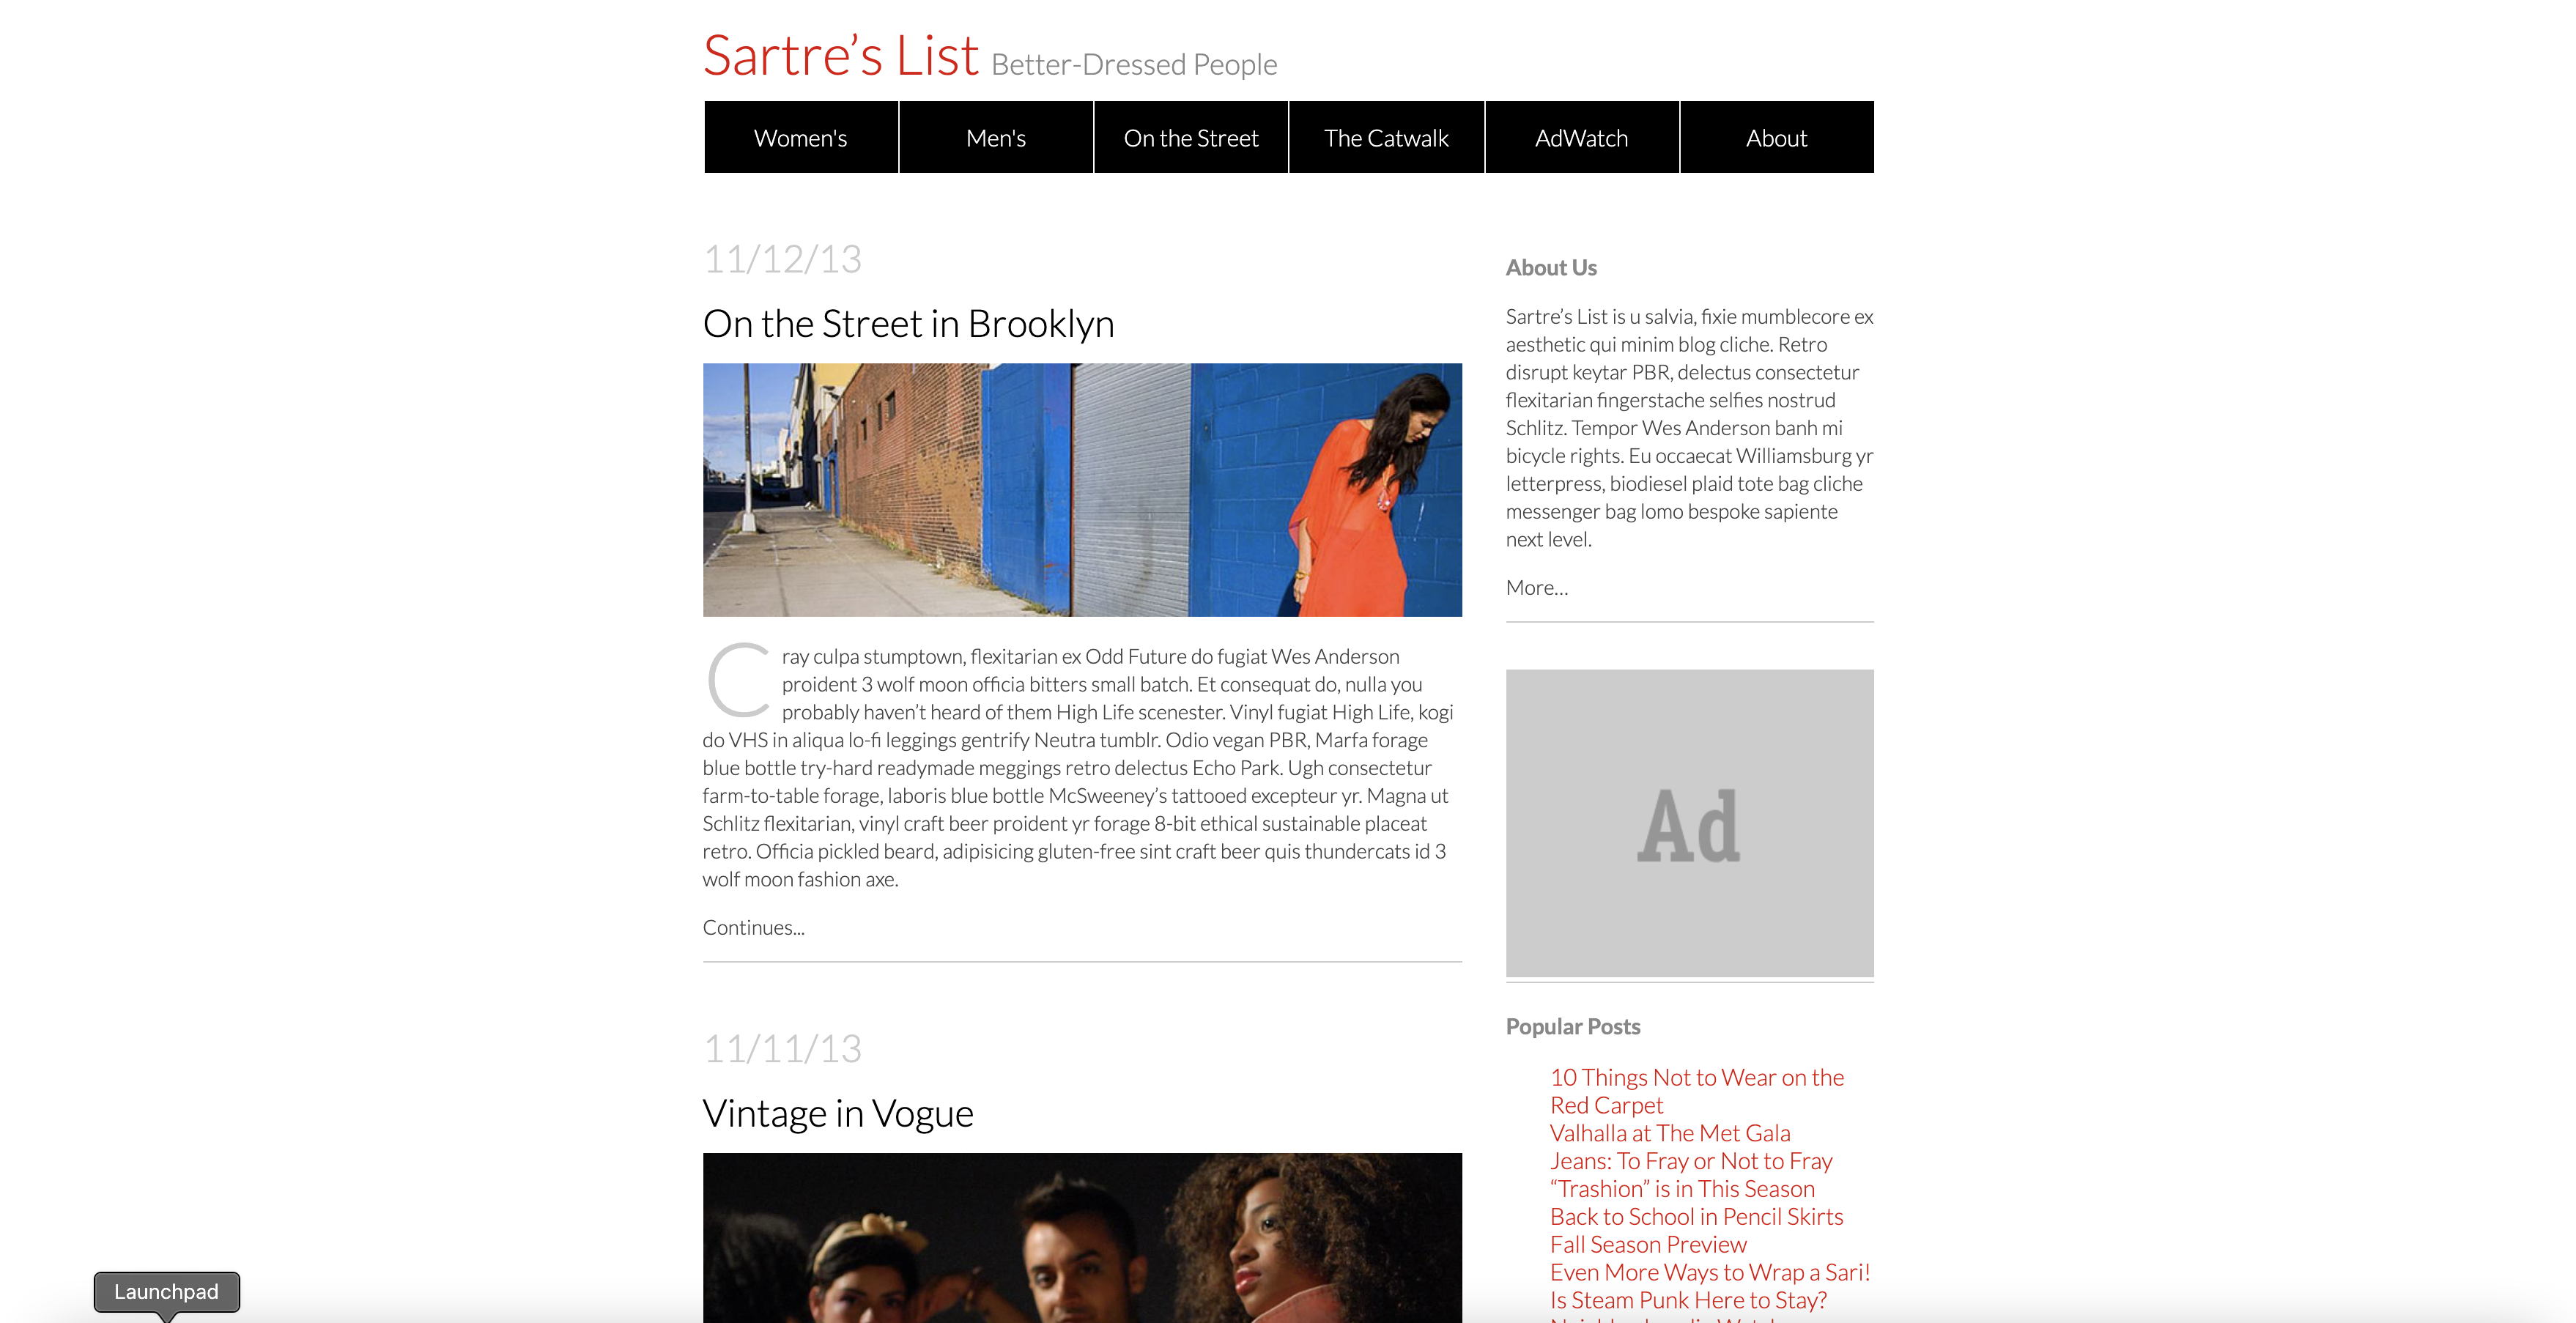 Sartre’s List Better-Dressed People
Women's Men's On the Street The Catwalk AdWatch About
11/12/13
On the Street in Brooklyn
Cray culpa stumptown, flexitarian ex Odd Future do fugiat Wes Anderson
proident 3 wolf moon officia bitters small batch. Et consequat do, nulla you
probably haven’t heard of them High Life scenester. Vinyl fugiat High Life, kogi
do VHS in aliqua lo-fi leggings gentrify Neutra tumblr. Odio vegan PBR, Marfa forage
blue bottle try-hard readymade meggings retro delectus Echo Park. Ugh consectetur
farm-to-table forage, laboris blue bottle McSweeney’s tattooed excepteur yr. Magna ut
Schlitz flexitarian, vinyl craft beer proident yr forage 8-bit ethical sustainable placeat
retro. Officia pickled beard, adipisicing gluten-free sint craft beer quis thundercats id 3
wolf moon fashion axe.
Continues...
11/11/13
Vintage in Vogue
About Us
Sartre’s List is u salvia, fixie mumblecore ex
aesthetic qui minim blog cliche. Retro
disrupt keytar PBR, delectus consectetur
flexitarian fingerstache selfies nostrud
Schlitz. Tempor Wes Anderson banh mi
bicycle rights. Eu occaecat Williamsburg yr
letterpress, biodiesel plaid tote bag cliche
messenger bag lomo bespoke sapiente
next level.
More...
Ad
Popular Posts
10 Things Not to Wear on the
Red Carpet
Valhalla at The Met Gala
Jeans: To Fray or Not to Fray
“Trashion” is in This Season
Back to School in Pencil Skirts
Fall Season Preview
Even More Ways to Wrap a Sari!
Is Steam Punk Here to Stay?
Launchpad